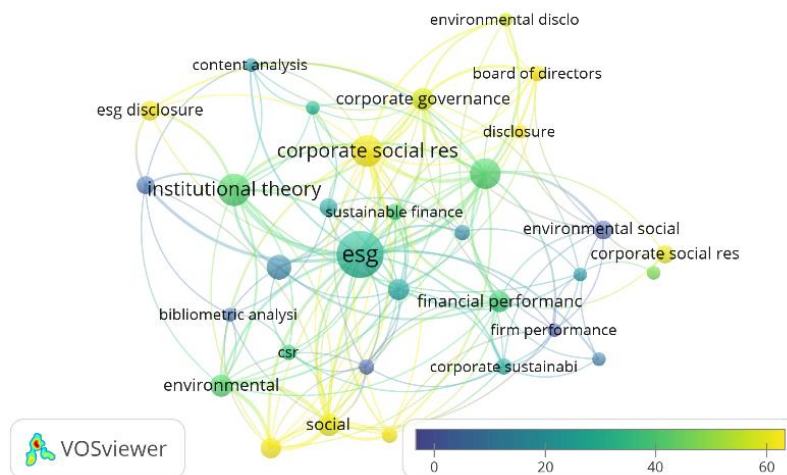 environmental disclo
content analysis
board of directors
corporate governance
esg disclosure
disclosure
corporate social res
institutional theory
sustainable finance
environmental social
esg
corporate social res
financial performanc
bibliometric analysi
firm performance
csr
corporate sustainabi
environmental
social
VOSviewer
0 20 40 60